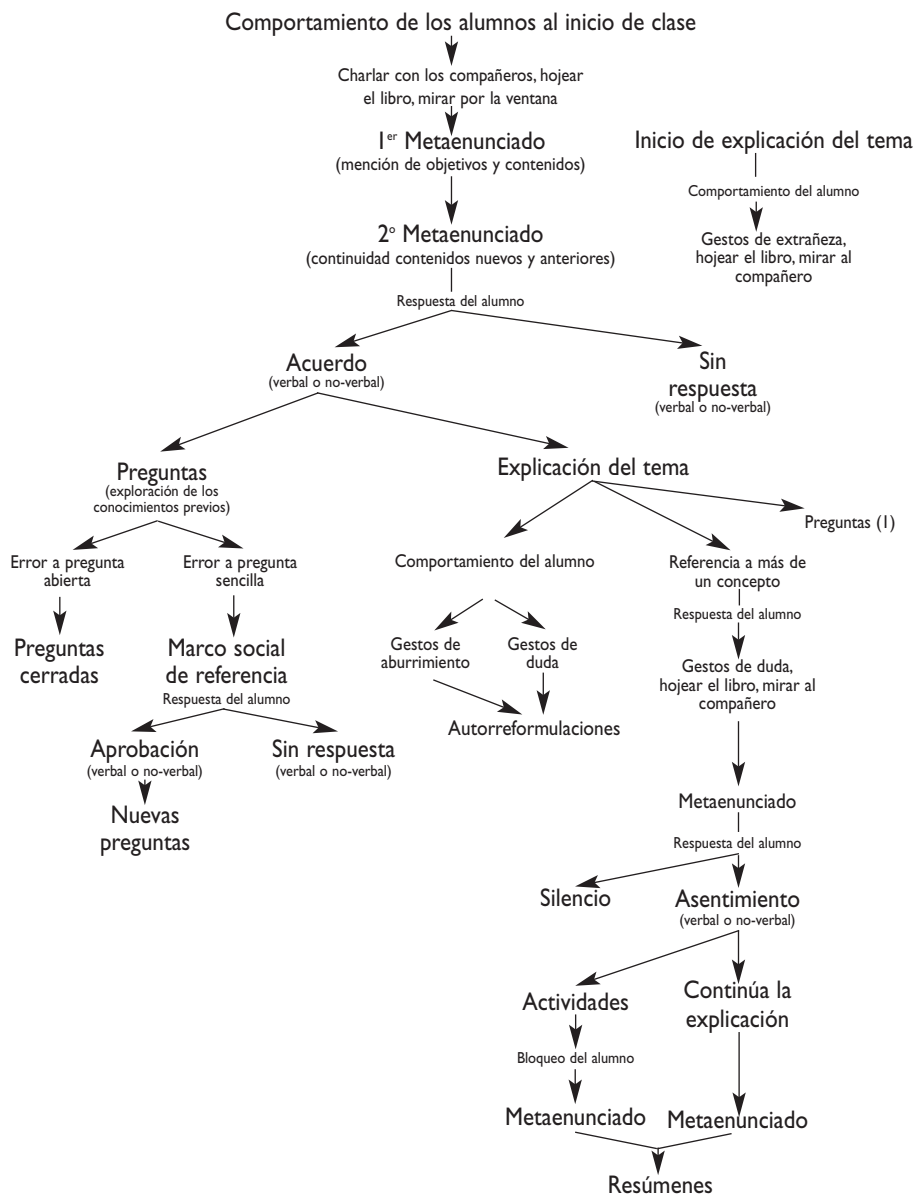 Comportamiento de los alumnos al inicio de clase
Charlar con los compañeros, hojear
el libro, mirar por la ventana
1er Metaenunciado
(mención de objetivos y contenidos)
Inicio de explicación del tema
Comportamiento del alumno
Gestos de extrañeza,
hojear el libro, mirar al
compañero
2º Metaenunciado
(continuidad contenidos nuevos y anteriores)
Respuesta del alumno
Acuerdo
(verbal o no-verbal)
Sin
respuesta
(verbal o no-verbal)
Preguntas
(exploración de los
conocimientos previos)
Explicación del tema
Preguntas (1)
Error a pregunta
abierta
Error a pregunta
sencilla
Comportamiento del alumno
Referencia a más de
un concepto
Respuesta del alumno
Preguntas
cerradas
Marco social
de referencia
Respuesta del alumno
Gestos de
aburrimiento
Gestos de
duda
Gestos de duda,
hojear el libro, mirar al
compañero
Autorreformulaciones
Aprobación
(verbal o no-verbal)
Sin respuesta
(verbal o no-verbal)
Nuevas
preguntas
Metaenunciado
Respuesta del alumno
Silencio
Asentimiento
(verbal o no-verbal)
Actividades
Continúa la
explicación
Bloqueo del alumno
Metaenunciado
Metaenunciado
Resúmenes